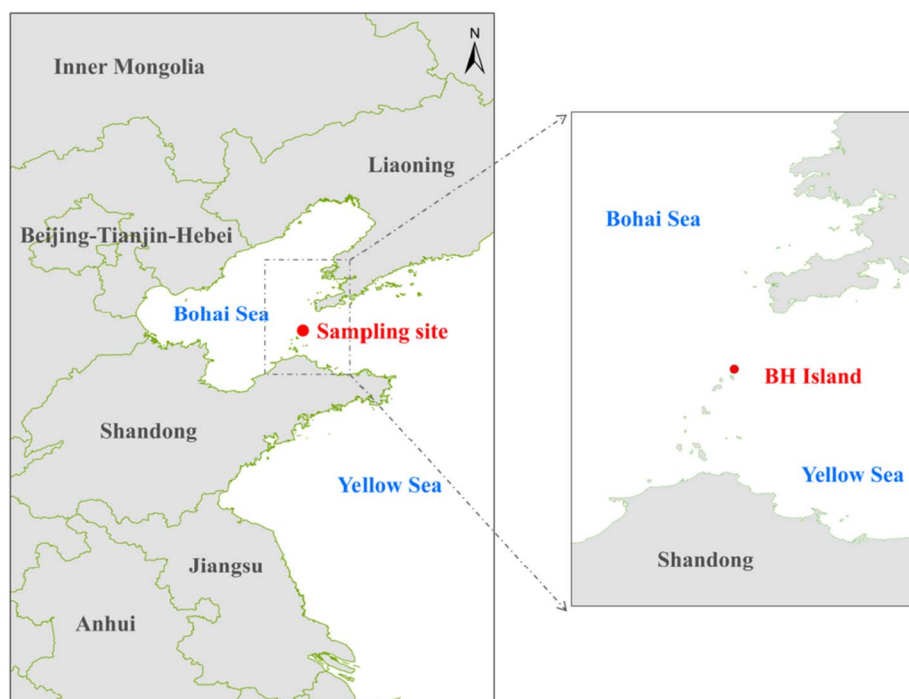 N
Inner Mongolia
Liaoning
Beijing-Tianjin-Hebei
Bohai Sea
Sampling site
Shandong
Yellow Sea
Jiangsu
Anhui
Bohai Sea
BH Island
Yellow Sea
Shandong